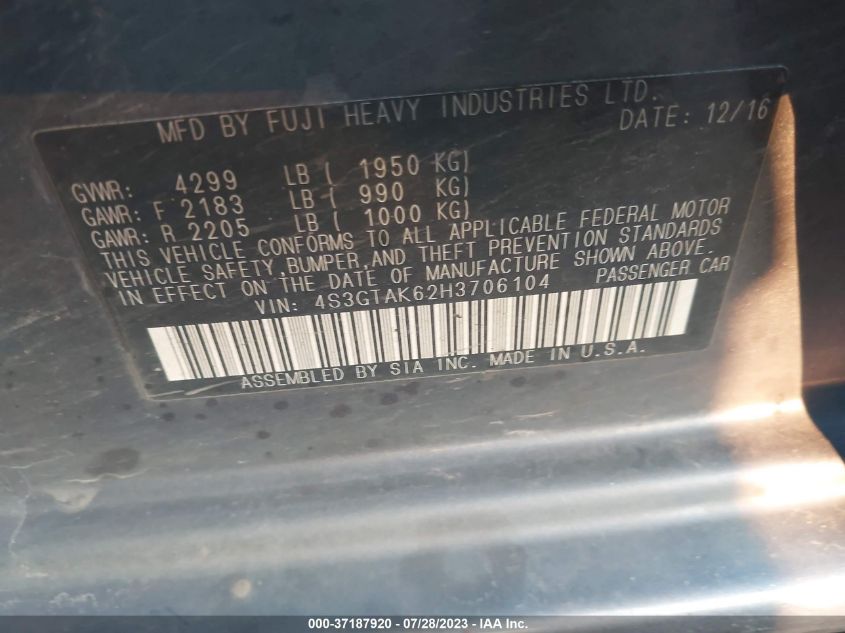 MFD BY FUJI HEAVY INDUSTRIES LTD.
DATE: 12/16
GVWR: 4299 LB ( 1950 KG)
GAWR: F 2183 LB ( 990 KG)
GAWR: R 2205 LB ( 1000 KG)
THIS VEHICLE CONFORMS TO ALL APPLICABLE FEDERAL MOTOR
VEHICLE SAFETY,BUMPER,AND THEFT PREVENTION STANDARDS
IN EFFECT ON THE DATE OF MANUFACTURE SHOWN ABOVE.
VIN: 4S3GTAK62H3706104 PASSENGER CAR
ASSEMBLED BY SIA INC. MADE IN U.S.A.
000-37187920 / 07/28/2023 - IAA Inc.